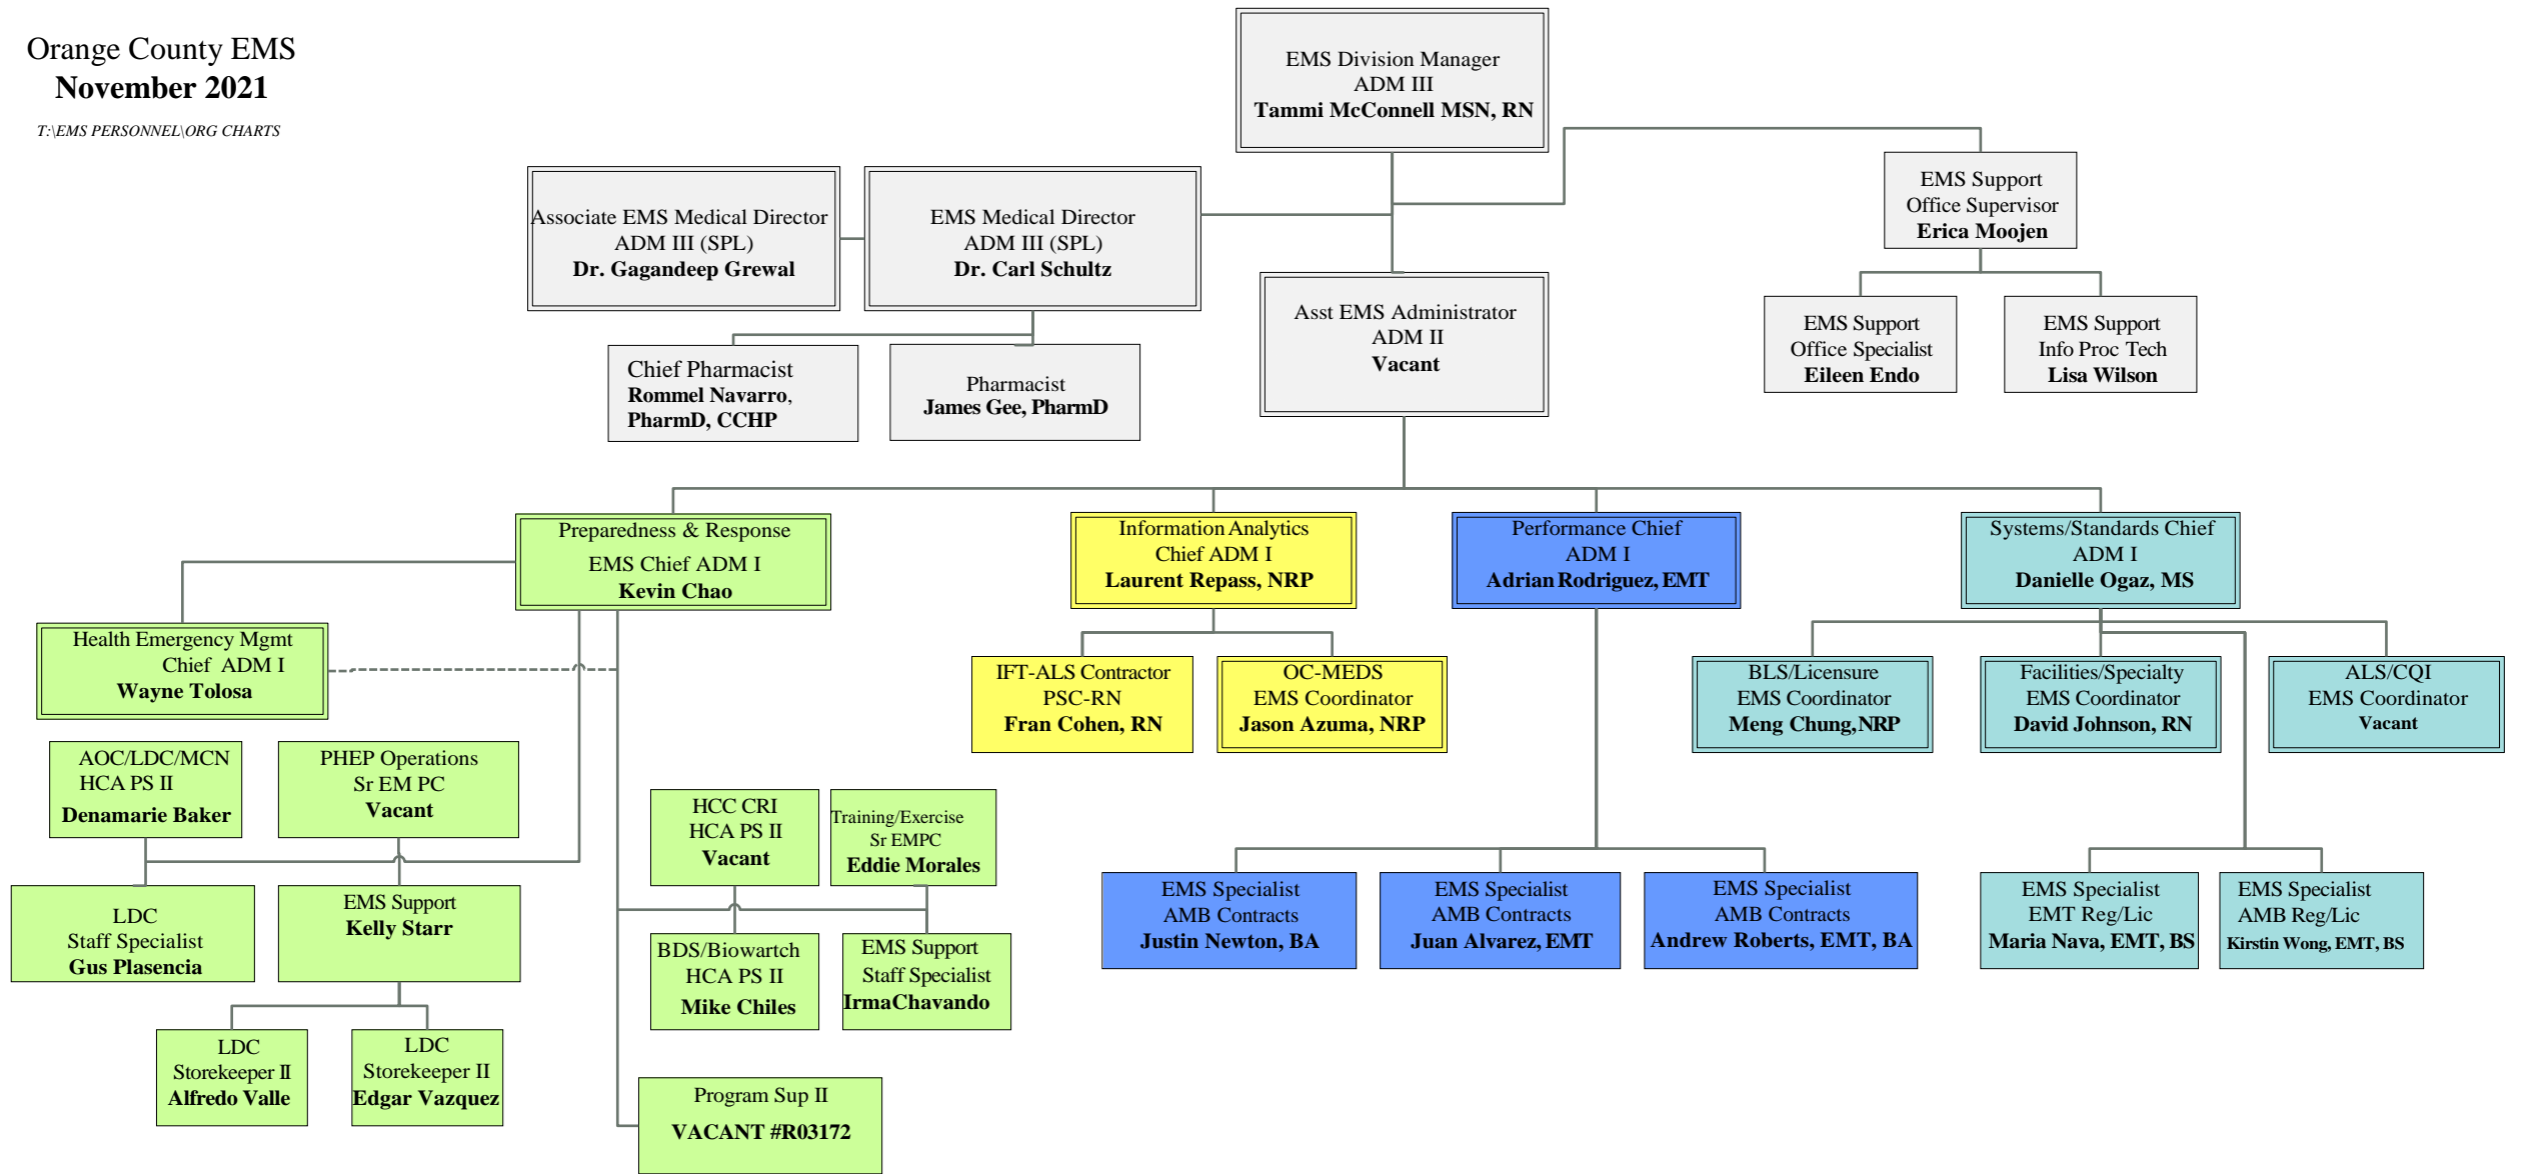 Orange County EMS
November 2021
T:\EMS PERSONNEL\ORG CHARTS
EMS Division Manager
ADM III
Tammi McConnell MSN, RN
Associate EMS Medical Director
ADM III (SPL)
Dr. Gagandeep Grewal
EMS Medical Director
ADM III (SPL)
Dr. Carl Schultz
EMS Support
Office Supervisor
Erica Moojen
Asst EMS Administrator
ADM II
Vacant
EMS Support
Office Specialist
Eileen Endo
EMS Support
Info Proc Tech
Lisa Wilson
Chief Pharmacist
Rommel Navarro,
PharmD, CCHP
Pharmacist
James Gee, PharmD
Preparedness & Response
EMS Chief ADM I
Kevin Chao
Information Analytics
Chief ADM I
Laurent Repass, NRP
Performance Chief
ADM I
Adrian Rodriguez, EMT
Systems/Standards Chief
ADM I
Danielle Ogaz, MS
Health Emergency Mgmt
Chief ADM I
Wayne Tolosa
IFT-ALS Contractor
PSC-RN
Fran Cohen, RN
OC-MEDS
EMS Coordinator
Jason Azuma, NRP
BLS/Licensure
EMS Coordinator
Meng Chung, NRP
Facilities/Specialty
EMS Coordinator
David Johnson, RN
ALS/CQI
EMS Coordinator
Vacant
AOC/LDC/MCN
HCA PS II
Denamarie Baker
PHEP Operations
Sr EM PC
Vacant
HCC CRI
HCA PS II
Vacant
Training/Exercise
Sr EMPC
Eddie Morales
LDC
Staff Specialist
Gus Plasencia
EMS Support
Kelly Starr
BDS/Biowartch
HCA PS II
Mike Chiles
EMS Support
Staff Specialist
IrmaChavando
EMS Specialist
AMB Contracts
Justin Newton, BA
EMS Specialist
AMB Contracts
Juan Alvarez, EMT
EMS Specialist
AMB Contracts
Andrew Roberts, EMT, BA
EMS Specialist
EMT Reg/Lic
Maria Nava, EMT, BS
EMS Specialist
AMB Reg/Lic
Kirstin Wong, EMT, BS
LDC
Storekeeper II
Alfredo Valle
LDC
Storekeeper II
Edgar Vazquez
Program Sup II
VACANT #R03172